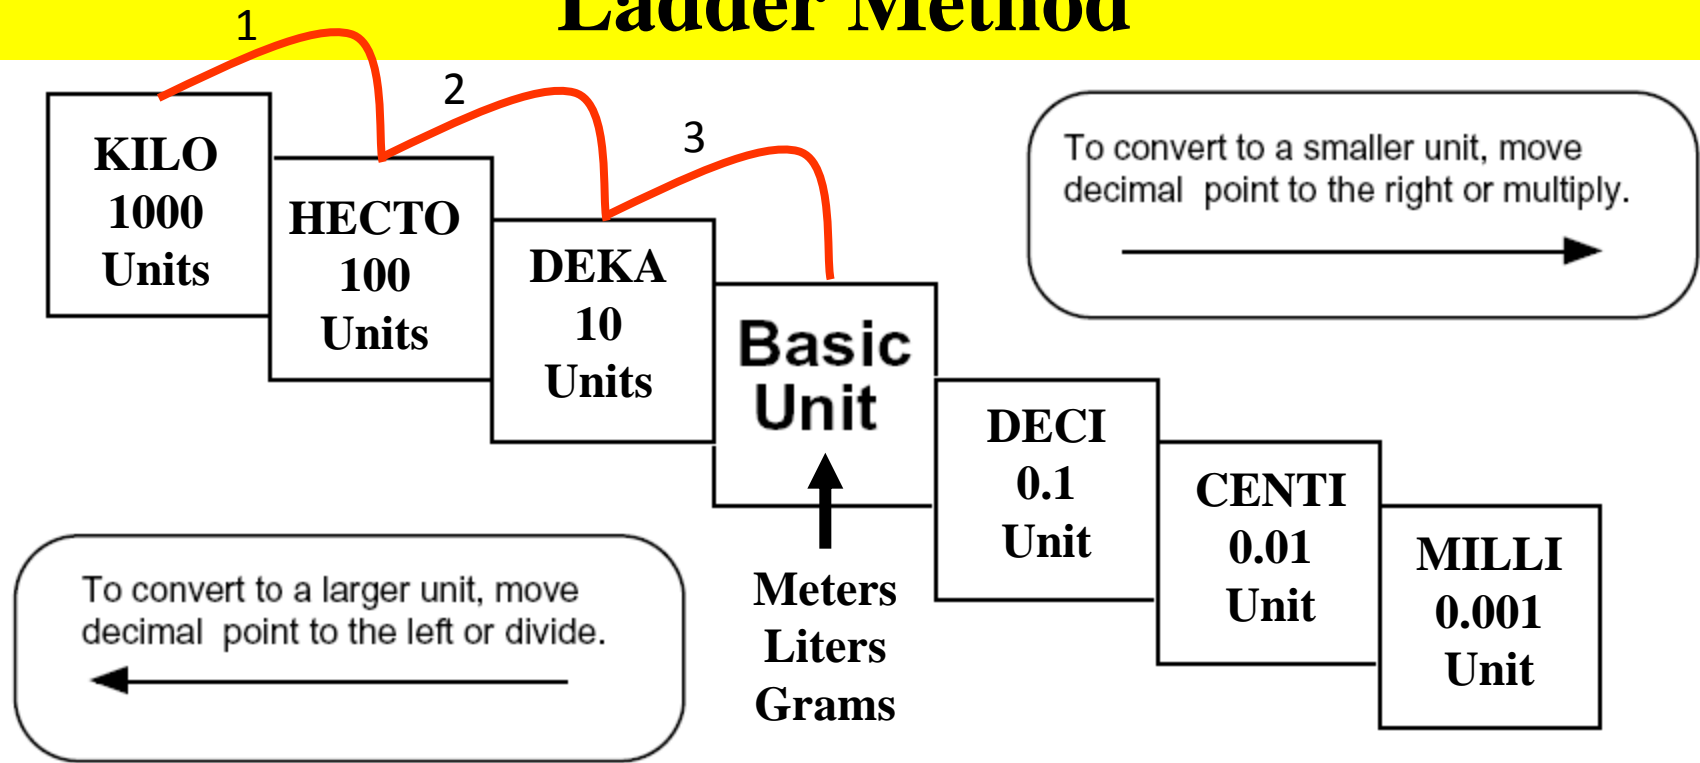 Ladder Method
1
2
3
KILO
1000
Units
HECTO
100
Units
DEKA
10
Units
Basic
Unit
DECI
0.1
Unit
CENTI
0.01
Unit
MILLI
0.001
Unit
To convert to a smaller unit, move
decimal point to the right or multiply.
To convert to a larger unit, move
decimal point to the left or divide.
Meters
Liters
Grams